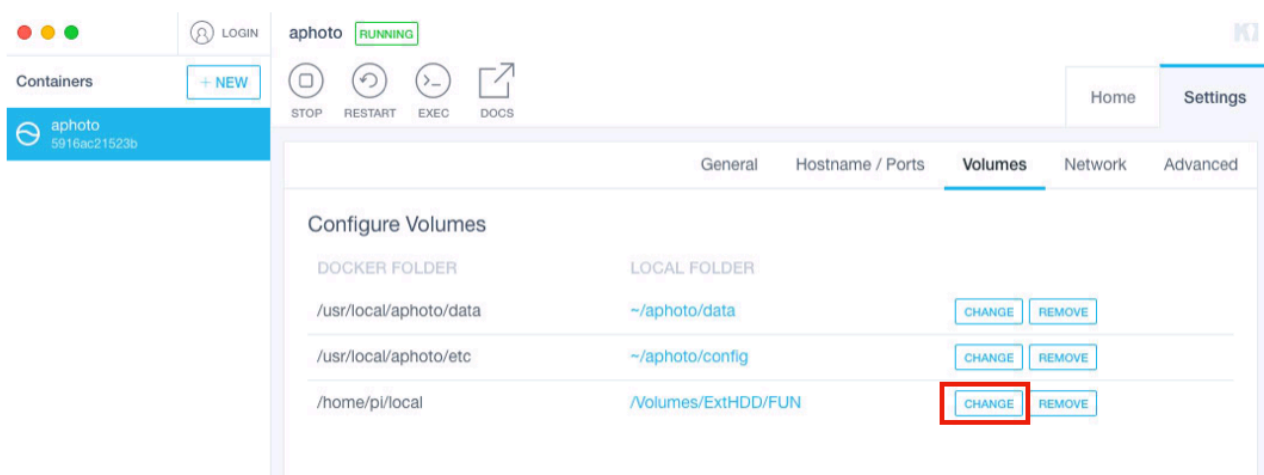 LOGIN
aphoto RUNNING
Containers
+ NEW
STOP RESTART EXEC DOCS
Home Settings
aphoto
5916ac21523b
General Hostname / Ports Volumes Network Advanced
Configure Volumes
DOCKER FOLDER LOCAL FOLDER
/usr/local/aphoto/data ~/aphoto/data CHANGE REMOVE
/usr/local/aphoto/etc ~/aphoto/config CHANGE REMOVE
/home/pi/local /Volumes/ExtHDD/FUN CHANGE REMOVE